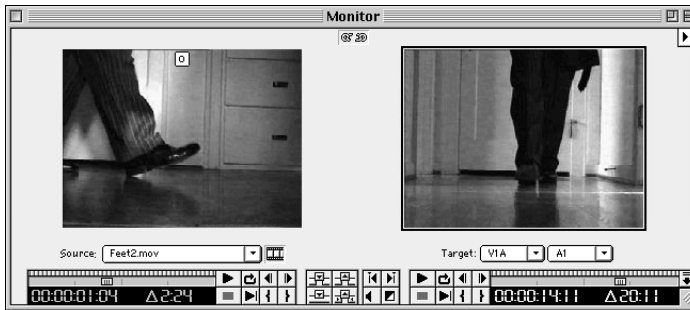 Monitor
0
Source: Feet2.mov
Target: V1A A1
00:00:01:04 Δ2:24
00:00:14:11 Δ20:11